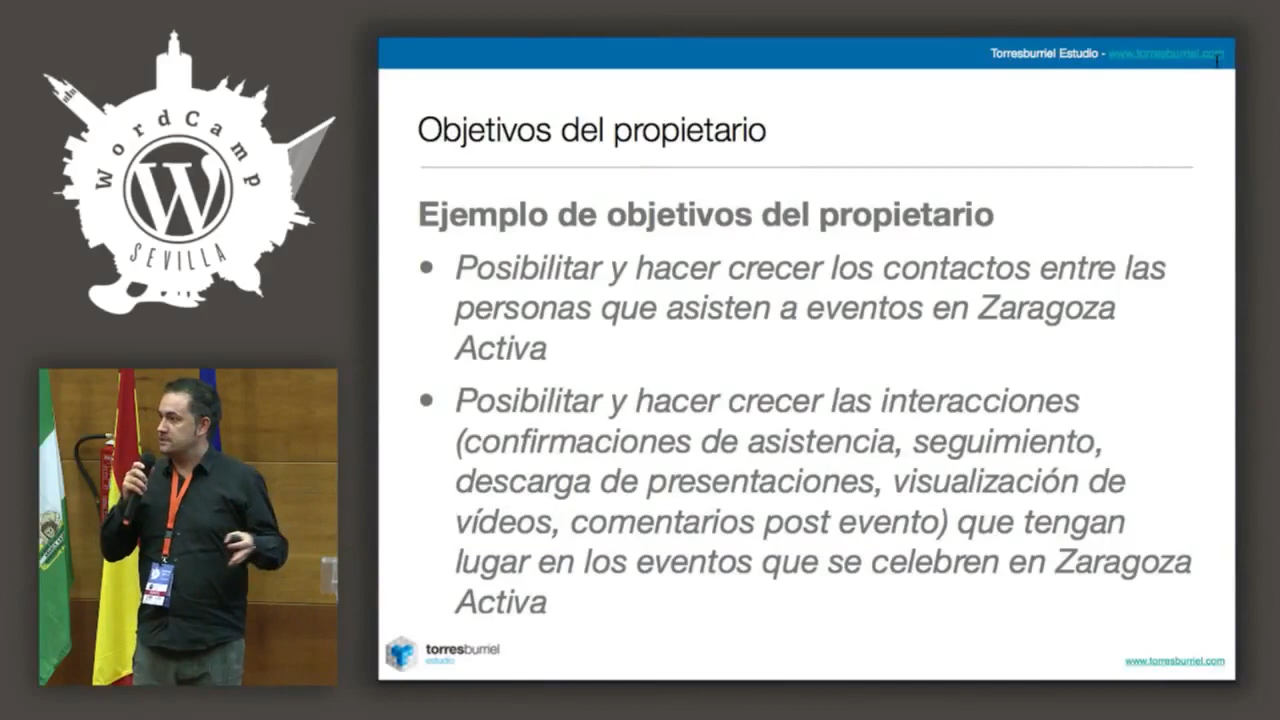 WordCamp
SEVILLA
Torresburriel Estudio - www.torresburriel.com
Objetivos del propietario
Ejemplo de objetivos del propietario
• Posibilitar y hacer crecer los contactos entre las
personas que asisten a eventos en Zaragoza
Activa
• Posibilitar y hacer crecer las interacciones
(confirmaciones de asistencia, seguimiento,
descarga de presentaciones, visualización de
vídeos, comentarios post evento) que tengan
lugar en los eventos que se celebren en Zaragoza
Activa
torresburriel
estudio
www.torresburriel.com